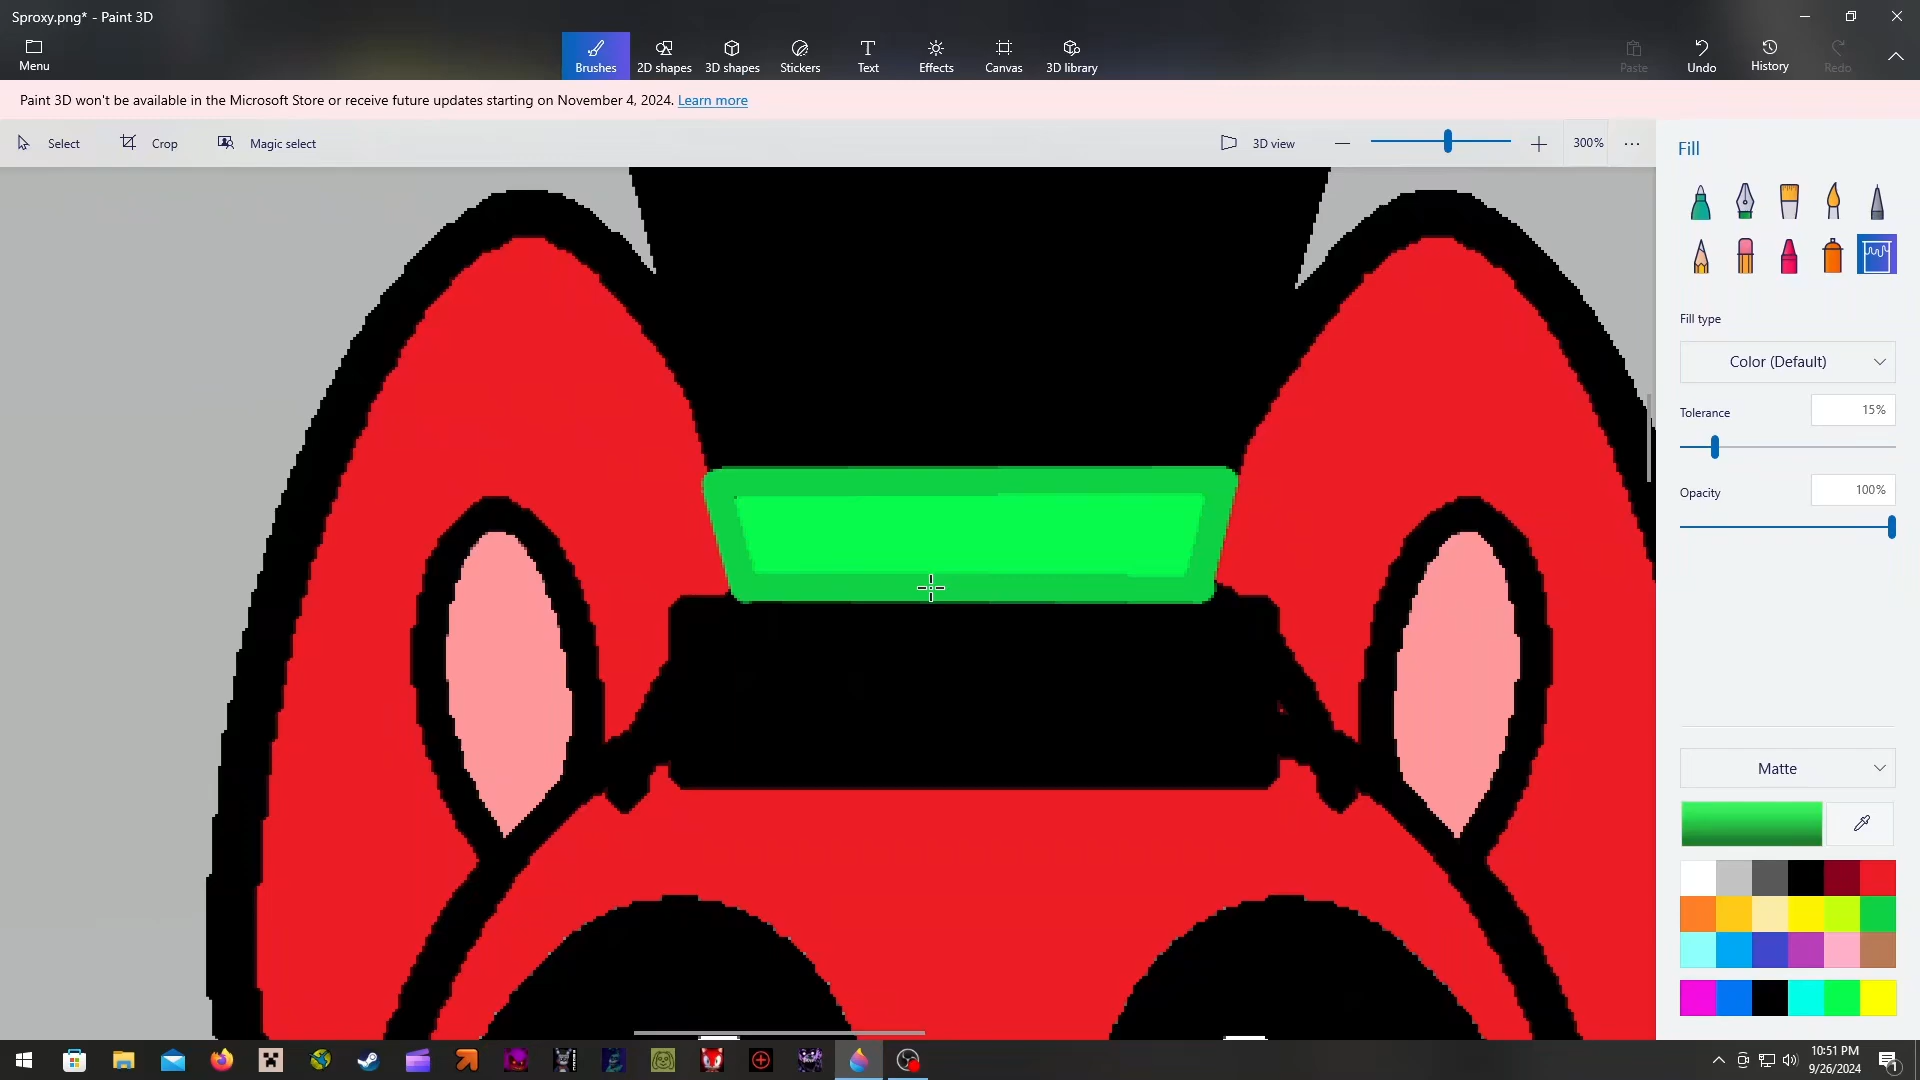 Sproxy.png* - Paint 3D
Menu
Brushes
2D shapes
3D shapes
Stickers
Text
Effects
Canvas
3D library
Paste
Undo
History
Redo
Paint 3D won't be available in the Microsoft Store or receive future updates starting on November 4, 2024. Learn more
Select
Crop
Magic select
3D view
300%
Fill
Fill type
Color (Default)
Tolerance
15%
Opacity
100%
Matte
10:51 PM
9/26/2024
1